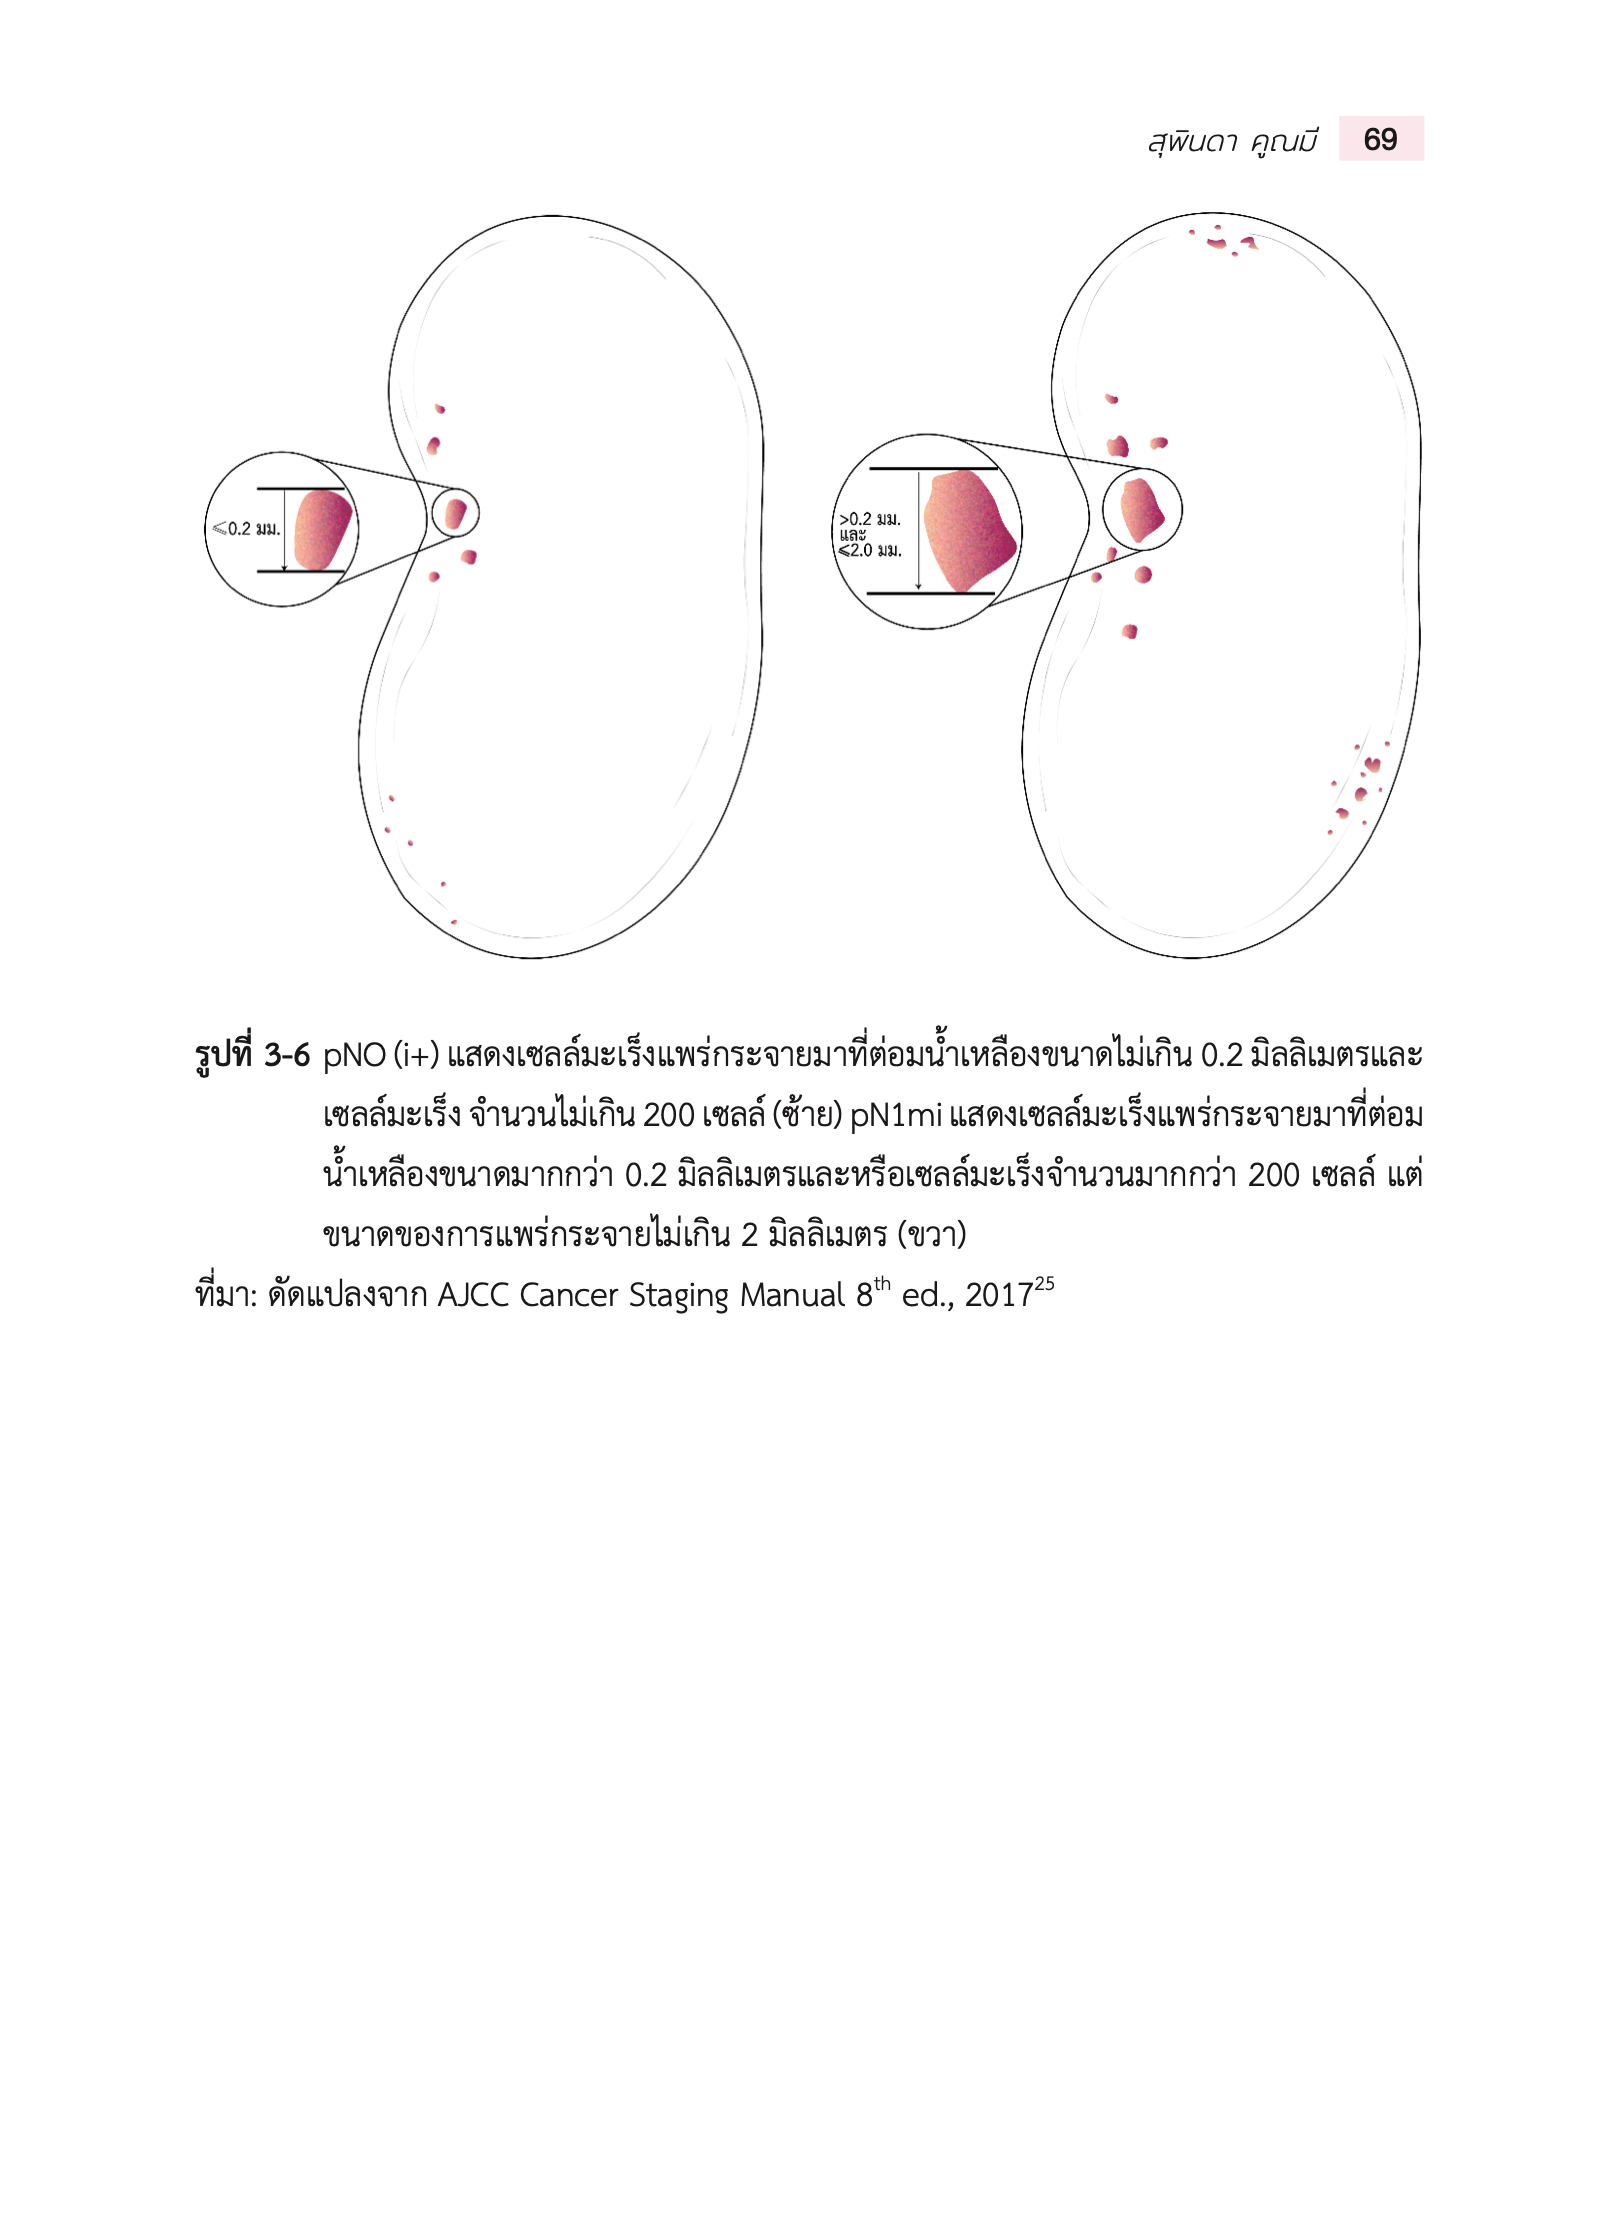 สุพินดา คูณมี 69
≤0.2 มม.
>0.2 มม.
และ
≤2.0 มม.
รูปที่ 3-6 pNO (i+) แสดงเซลล์มะเร็งแพร่กระจายมาที่ต่อมน้ำเหลืองขนาดไม่เกิน 0.2 มิลลิเมตรและ
เซลล์มะเร็ง จำนวนไม่เกิน 200 เซลล์ (ซ้าย) pN1mi แสดงเซลล์มะเร็งแพร่กระจายมาที่ต่อม
น้ำเหลืองขนาดมากกว่า 0.2 มิลลิเมตรและหรือเซลล์มะเร็งจำนวนมากกว่า 200 เซลล์ แต่
ขนาดของการแพร่กระจายไม่เกิน 2 มิลลิเมตร (ขวา)
ที่มา: ดัดแปลงจาก AJCC Cancer Staging Manual 8th ed., 201725